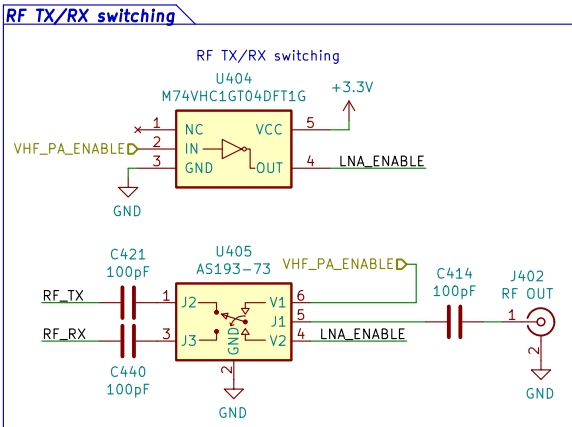 RF TX/RX switching
RF TX/RX switching
U404
M74VHC1GT04DFT1G
+3.3V
1 NC VCC 5
VHF_PA_ENABLE 2 IN
3 GND OUT 4 LNA_ENABLE
GND
C421
100pF
U405
AS193-73
VHF_PA_ENABLE
C414
100pF
J402
RF OUT
RF_TX 1 J2 V1 6
J1 5 1
RF_RX 3 J3 GND V2 4 LNA_ENABLE
2 2
C440
100pF
GND
GND